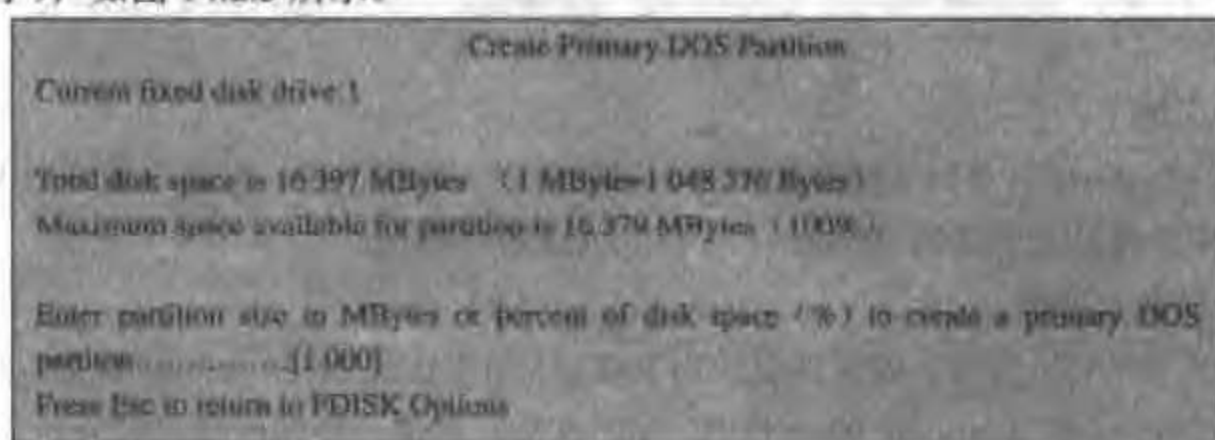 Create Primary DOS Partition
Current fixed disk drive:1
Total disk space is 16 397 MBytes （1 MByte=1 048 576 Bytes）
Maximum space available for partition is 16 379 MBytes （100%）
Enter partition size in MBytes or percent of disk space （%）to create a primary DOS
partition……………[1 000]
Press Esc to return to FDISK Options